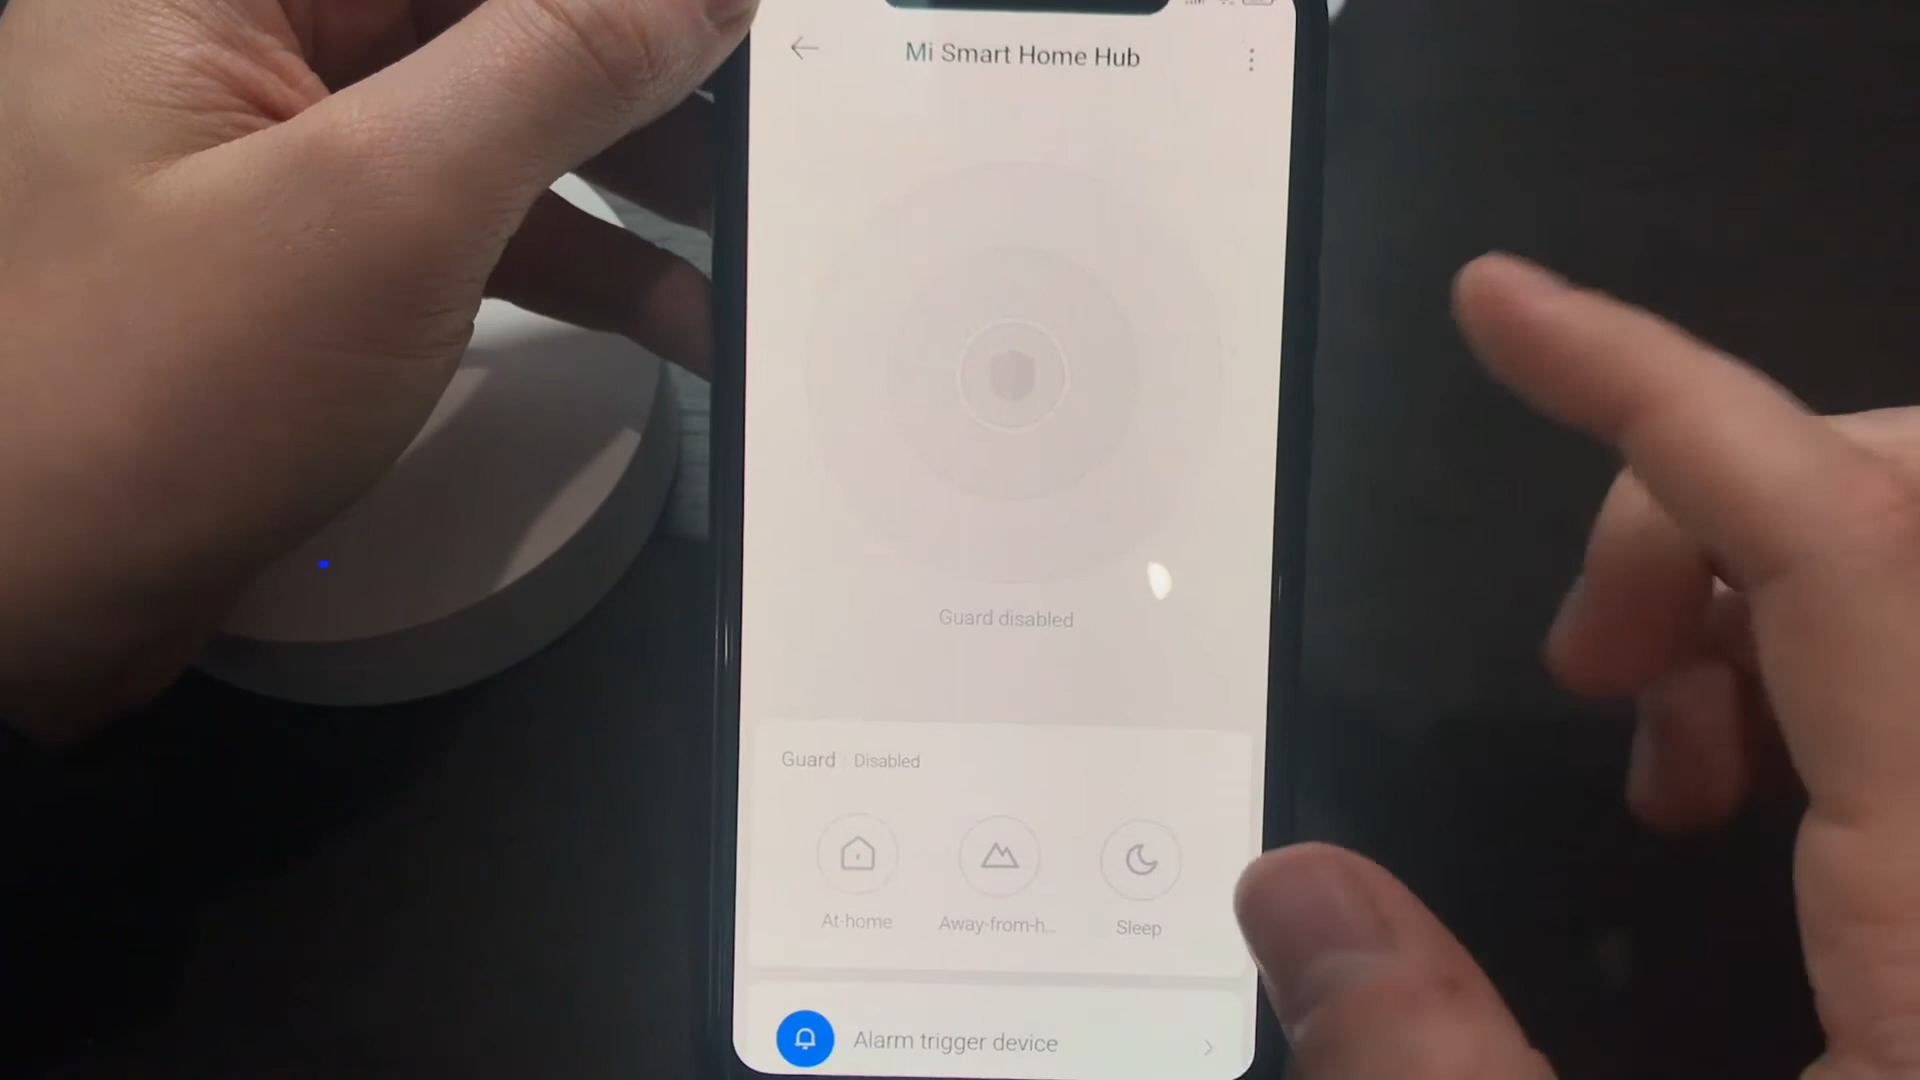 Mi Smart Home Hub
Guard disabled
Guard | Disabled
At-home
Away-from-h...
Sleep
Alarm trigger device